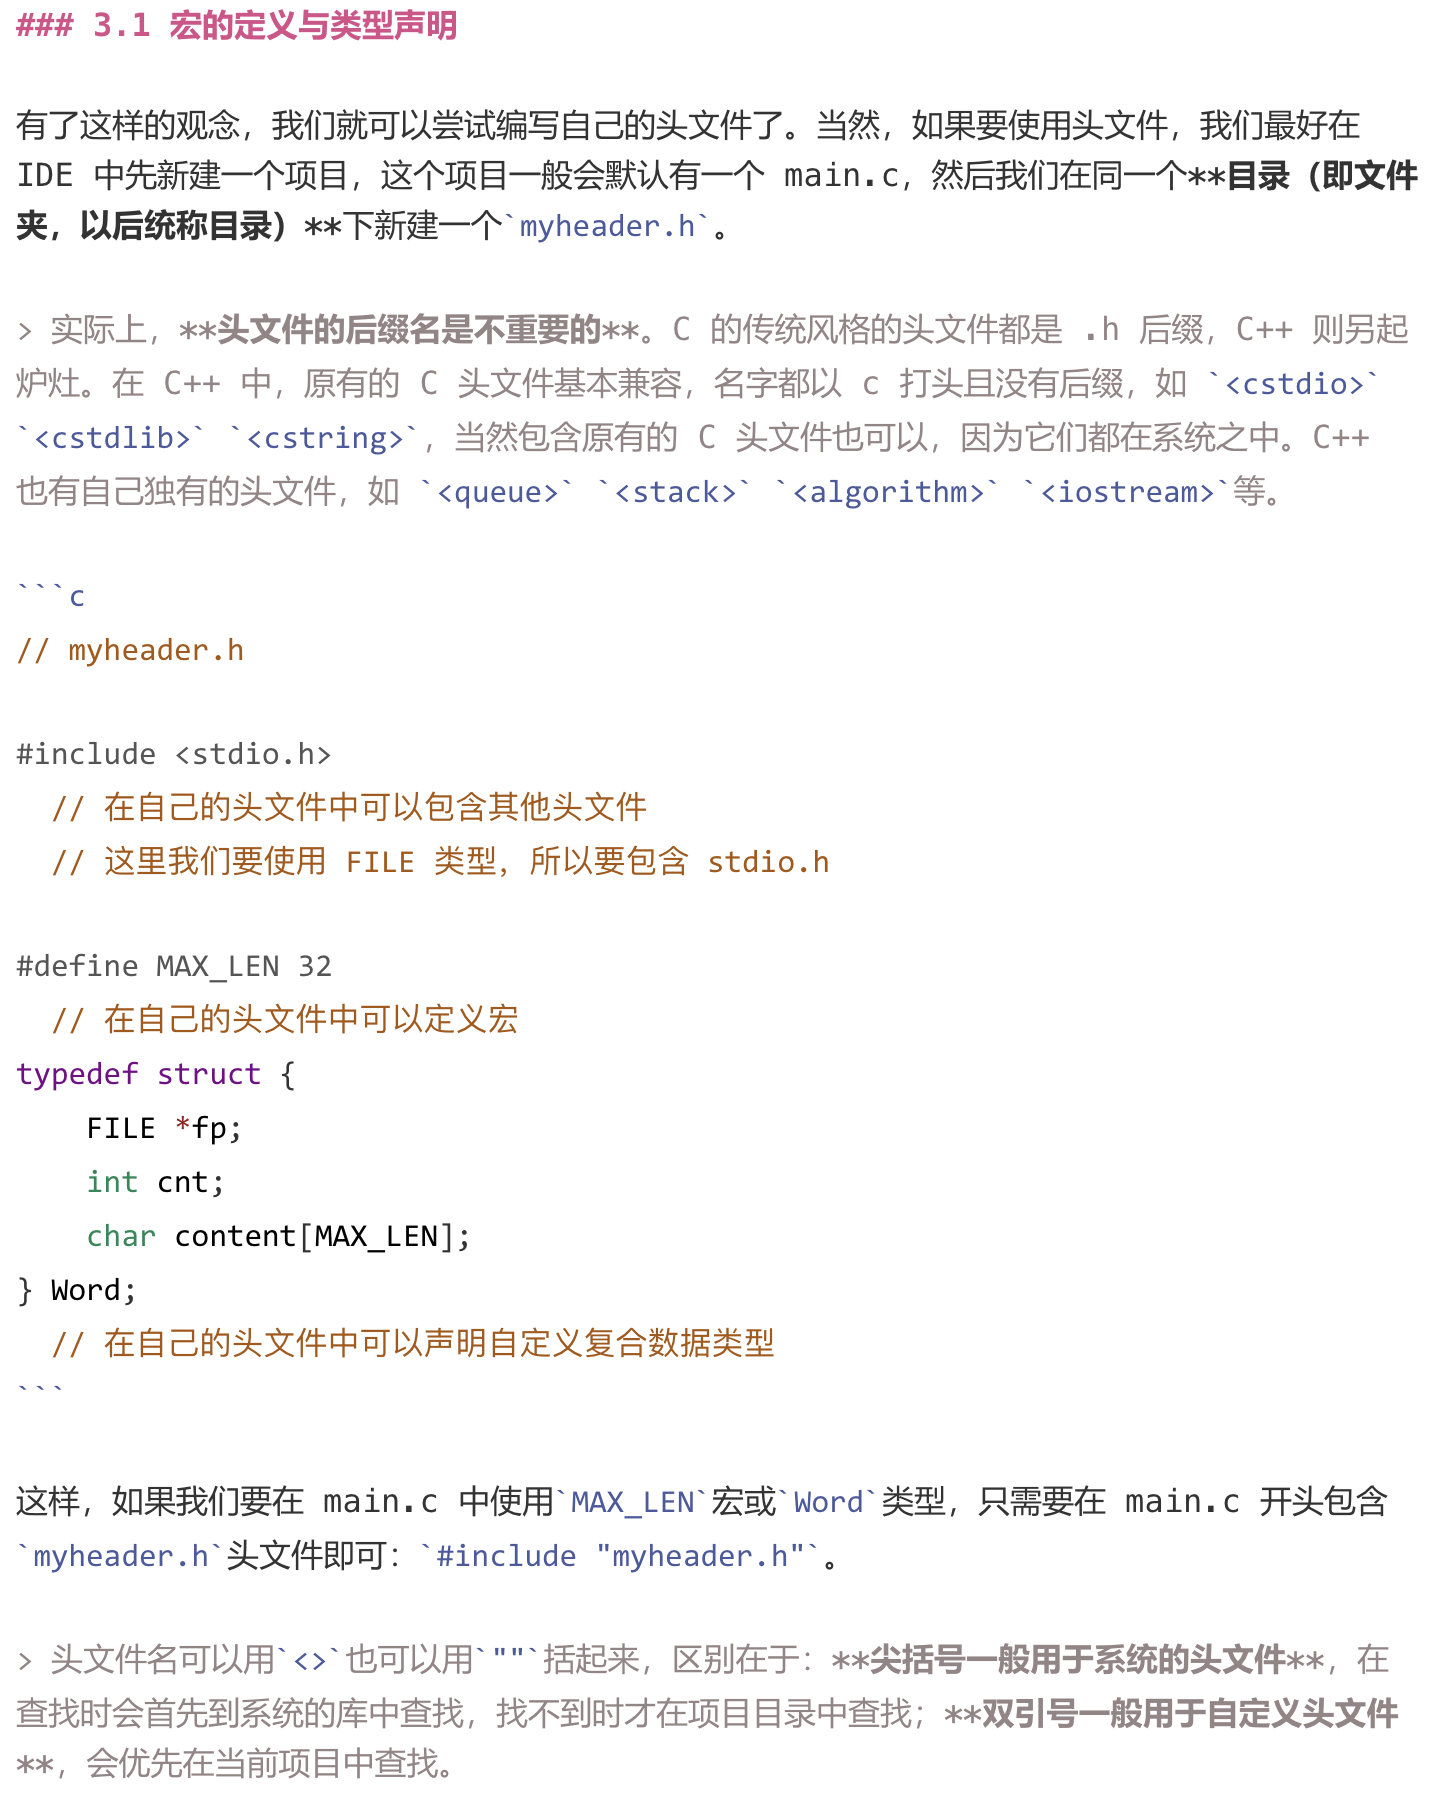 ### 3.1 宏的定义与类型声明
有了这样的观念，我们就可以尝试编写自己的头文件了。当然，如果要使用头文件，我们最好在
IDE 中先新建一个项目，这个项目一般会默认有一个 main.c，然后我们在同一个**目录（即文件
夹，以后统称目录）**下新建一个`myheader.h`。
> 实际上，**头文件的后缀名是不重要的**。C 的传统风格的头文件都是 .h 后缀，C++ 则另起
炉灶。在 C++ 中，原有的 C 头文件基本兼容，名字都以 c 打头且没有后缀，如 `<cstdio>`
`<cstdlib>` `<cstring>`，当然包含原有的 C 头文件也可以，因为它们都在系统之中。C++
也有自己独有的头文件，如 `<queue>` `<stack>` `<algorithm>` `<iostream>`等。
```c
// myheader.h
#include <stdio.h>
  // 在自己的头文件中可以包含其他头文件
  // 这里我们要使用 FILE 类型，所以要包含 stdio.h
#define MAX_LEN 32
  // 在自己的头文件中可以定义宏
typedef struct {
    FILE *fp;
    int cnt;
    char content[MAX_LEN];
} Word;
  // 在自己的头文件中可以声明自定义复合数据类型
```
这样，如果我们要在 main.c 中使用`MAX_LEN`宏或`Word`类型，只需要在 main.c 开头包含
`myheader.h`头文件即可：`#include "myheader.h"`。
> 头文件名可以用`<>`也可以用`""`括起来，区别在于：**尖括号一般用于系统的头文件**，在
查找时会首先到系统的库中查找，找不到时才在项目目录中查找；**双引号一般用于自定义头文件
**，会优先在当前项目中查找。